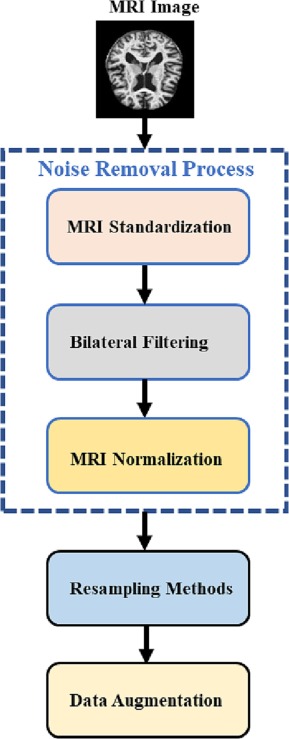 MRI Image
Noise Removal Process
MRI Standardization
Bilateral Filtering
MRI Normalization
Resampling Methods
Data Augmentation